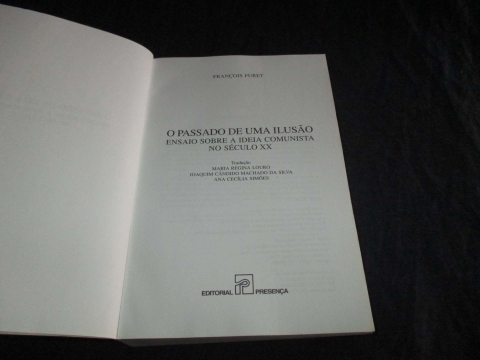 FRANÇOIS FURET
O PASSADO DE UMA ILUSÃO
ENSAIO SOBRE A IDEIA COMUNISTA
NO SÉCULO XX
Tradução
MARIA REGINA LOURO
JOAQUIM CÂNDIDO MACHADO DA SILVA
ANA CECÍLIA SIMÕES
EDITORIAL PRESENÇA